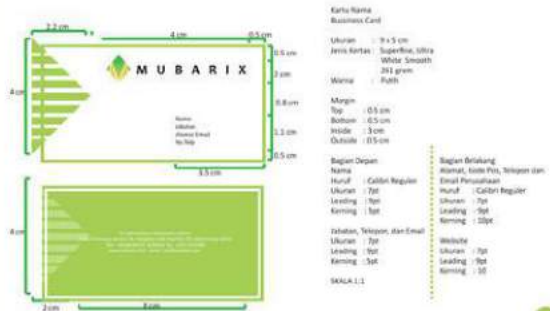 2.2 cm
4 cm
0.5 cm
4 cm
MUBARIX
0.5 cm
2 cm
0.8 cm
1.1 cm
0.5 cm
Nama
Jabatan
Alamat Email
No Telp
3.5 cm
4 cm
2 cm
8 cm
Kartu Nama
Bussiness Card
Ukuran : 9 x 5 cm
Jenis Kertas : Superfine, Ultra
White Smooth
261 gram
Warna : Putih
Margin
Top : 0.5 cm
Bottom : 0.5 cm
Inside : 3 cm
Outside : 0.5 cm
Bagian Depan
Nama
Huruf : Calibri Reguler
Ukuran : 7pt
Leading : 9pt
Kerning : 5pt
Jabatan, Telepon, dan Email
Ukuran : 7pt
Leading : 9pt
Kerning : 5pt
SKALA 1:1
Bagian Belakang
Alamat, Kode Pos, Telepon dan
Email Perusahaan
Huruf : Calibri Reguler
Ukuran : 7pt
Leading : 9pt
Kerning : 10pt
Website
Ukuran : 7pt
Leading : 9pt
Kerning : 10